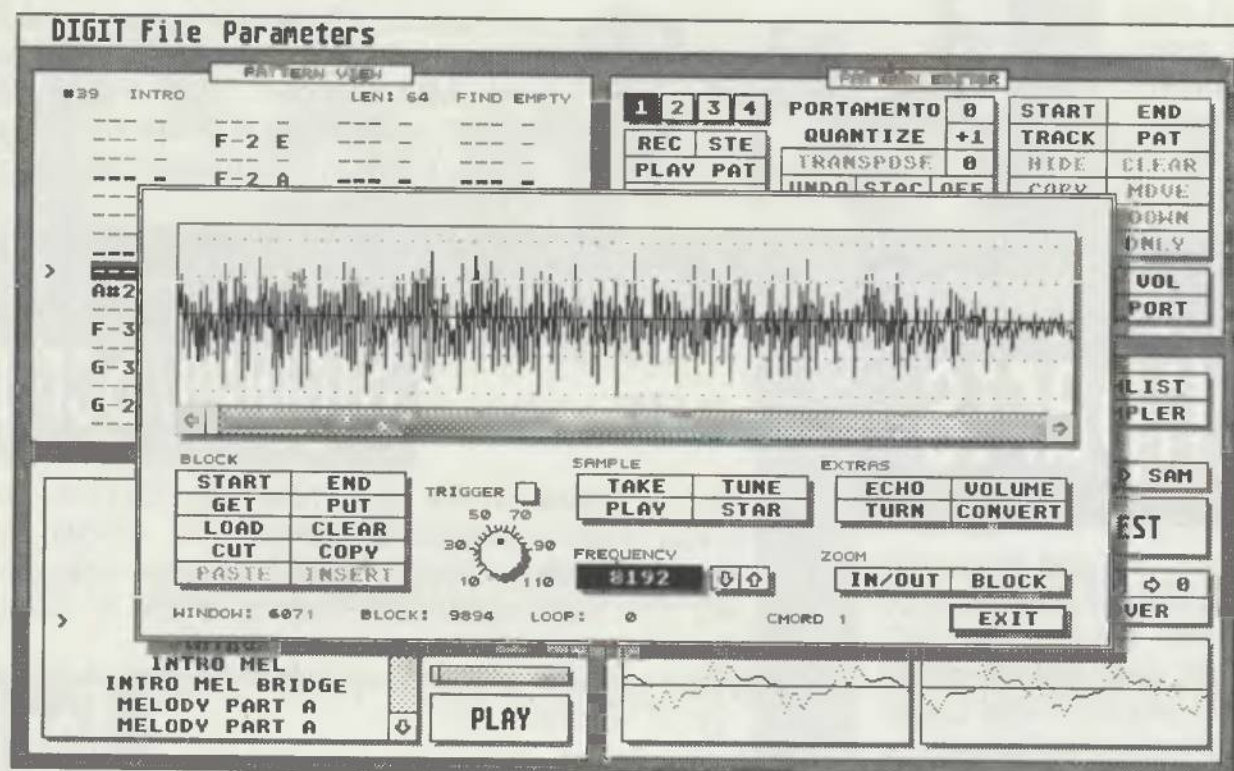 DIGIT File Parameters
PATTERN VIEW
#39 INTRO LEN: 64 FIND EMPTY
--- - --- - --- -
F-2 E
--- - --- - --- - --- -
--- - F-2 A --- - --- -
A#2
F-3
G-3
G-2
PATTERN EDITOR
1 2 3 4
REC STE
PLAY PAT
PORTAMENTO 0
QUANTIZE +1
TRANSPOSE 0
UNDO STAC OFF
START END
TRACK PAT
HIDE CLEAR
COPY MOVE
DOWN
ONLY
VOL
PORT
LIST
PLER
SAM
EST
⇨ 0
VER
BLOCK
START END
GET PUT
LOAD CLEAR
CUT COPY
PASTE INSERT
TRIGGER
50 70
30 90
10 110
SAMPLE
TAKE TUNE
PLAY STAR
FREQUENCY
8192
EXTRAS
ECHO VOLUME
TURN CONVERT
ZOOM
IN/OUT BLOCK
WINDOW: 6071 BLOCK: 9894 LOOP: 0 CHORD 1
EXIT
INTRO MEL
INTRO MEL BRIDGE
MELODY PART A
MELODY PART A
PLAY